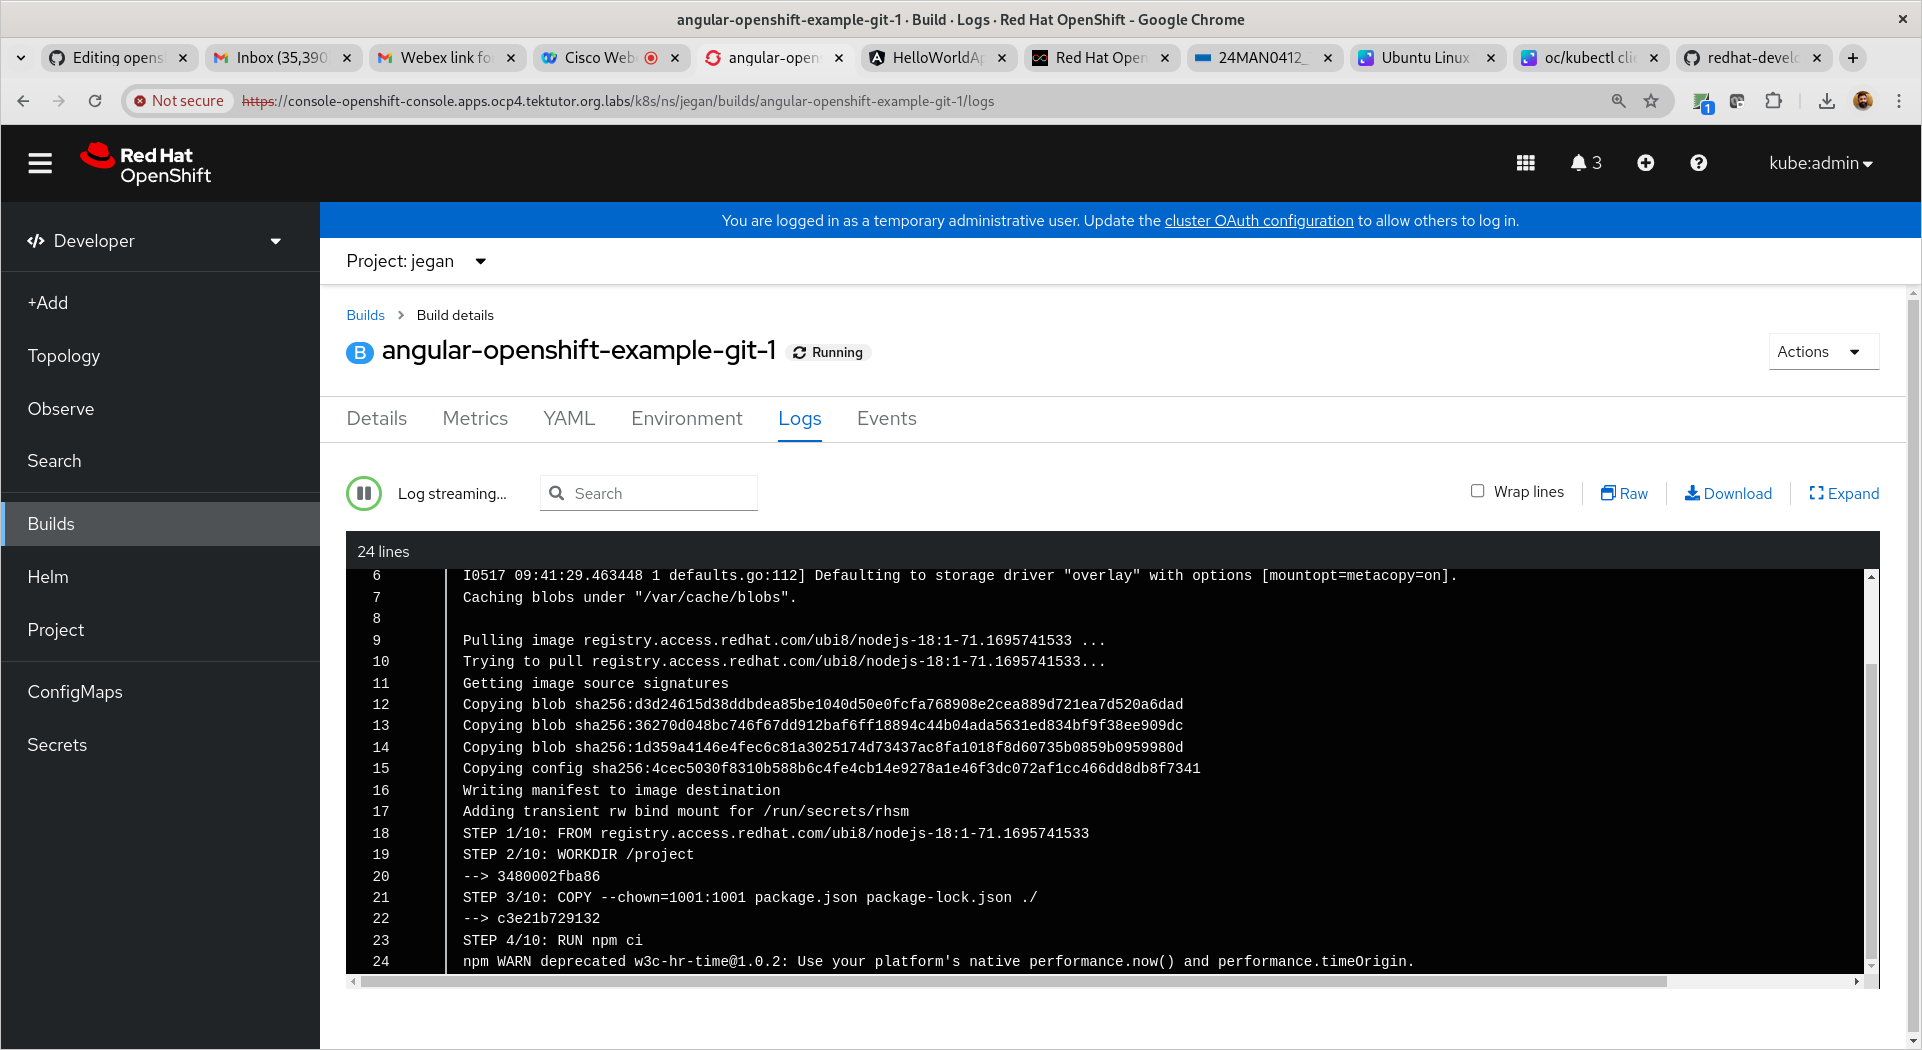 angular-openshift-example-git-1 · Build · Logs · Red Hat OpenShift - Google Chrome
Editing opens
Inbox (35,390
Webex link fo
Cisco Web
angular-open
HelloWorldAp
Red Hat Open
24MAN0412_
Ubuntu Linux
oc/kubectl cli
redhat-develo
Not secure
https://console-openshift-console.apps.ocp4.tektutor.org.labs/k8s/ns/jegan/builds/angular-openshift-example-git-1/logs
1
Red Hat
OpenShift
3
kube:admin
You are logged in as a temporary administrative user. Update the cluster OAuth configuration to allow others to log in.
Developer
+Add
Topology
Observe
Search
Builds
Helm
Project
ConfigMaps
Secrets
Project: jegan
Builds > Build details
B angular-openshift-example-git-1 Running
Actions
Details Metrics YAML Environment Logs Events
Log streaming... Search Wrap lines Raw Download Expand
24 lines
6 I0517 09:41:29.463448 1 defaults.go:112] Defaulting to storage driver "overlay" with options [mountopt=metacopy=on].
7 Caching blobs under "/var/cache/blobs".
8
9 Pulling image registry.access.redhat.com/ubi8/nodejs-18:1-71.1695741533 ...
10 Trying to pull registry.access.redhat.com/ubi8/nodejs-18:1-71.1695741533...
11 Getting image source signatures
12 Copying blob sha256:d3d24615d38ddbdea85be1040d50e0fcfa768908e2cea889d721ea7d520a6dad
13 Copying blob sha256:36270d048bc746f67dd912baf6ff18894c44b04ada5631ed834bf9f38ee909dc
14 Copying blob sha256:1d359a4146e4fec6c81a3025174d73437ac8fa1018f8d60735b0859b0959980d
15 Copying config sha256:4cec5030f8310b588b6c4fe4cb14e9278a1e46f3dc072af1cc466dd8db8f7341
16 Writing manifest to image destination
17 Adding transient rw bind mount for /run/secrets/rhsm
18 STEP 1/10: FROM registry.access.redhat.com/ubi8/nodejs-18:1-71.1695741533
19 STEP 2/10: WORKDIR /project
20 --> 3480002fba86
21 STEP 3/10: COPY --chown=1001:1001 package.json package-lock.json ./
22 --> c3e21b729132
23 STEP 4/10: RUN npm ci
24 npm WARN deprecated w3c-hr-time@1.0.2: Use your platform's native performance.now() and performance.timeOrigin.